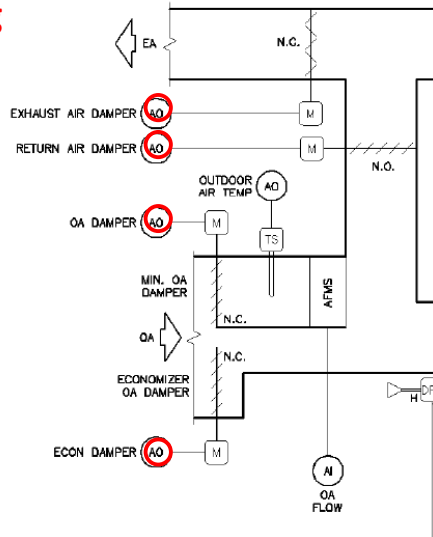 EA
N.C.
EXHAUST AIR DAMPER AO
M
RETURN AIR DAMPER AO
M
N.O.
OUTDOOR
AIR TEMP
AO
OA DAMPER AO
M
TS
MIN. OA
DAMPER
AFMS
N.C.
OA
N.C.
ECONOMIZER
OA DAMPER
H
ECON DAMPER AO
M
AI
OA
FLOW